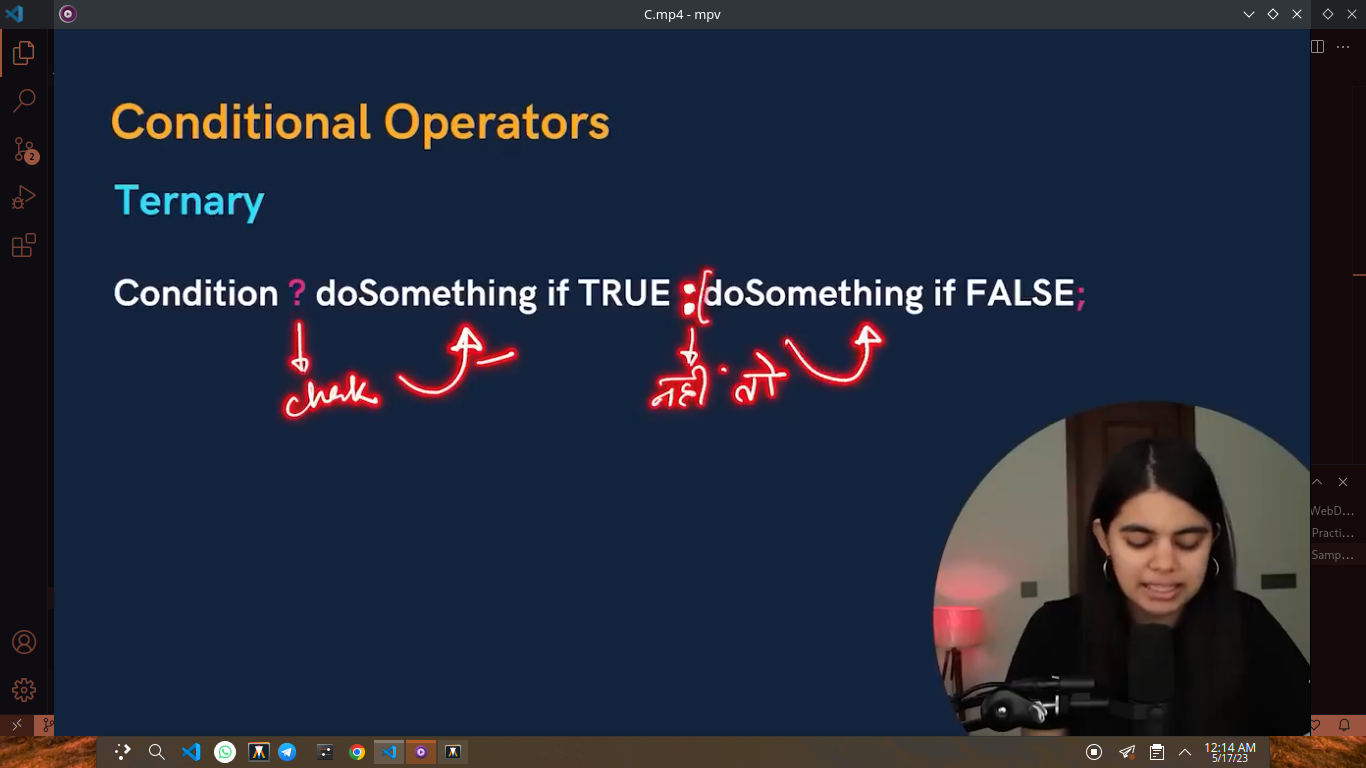 C.mp4 - mpv
2
Conditional Operators
Ternary
Condition ? doSomething if TRUE : doSomething if FALSE;
check
नहीं तो
WebD...
Practi...
Samp...
12:14 AM
5/17/23